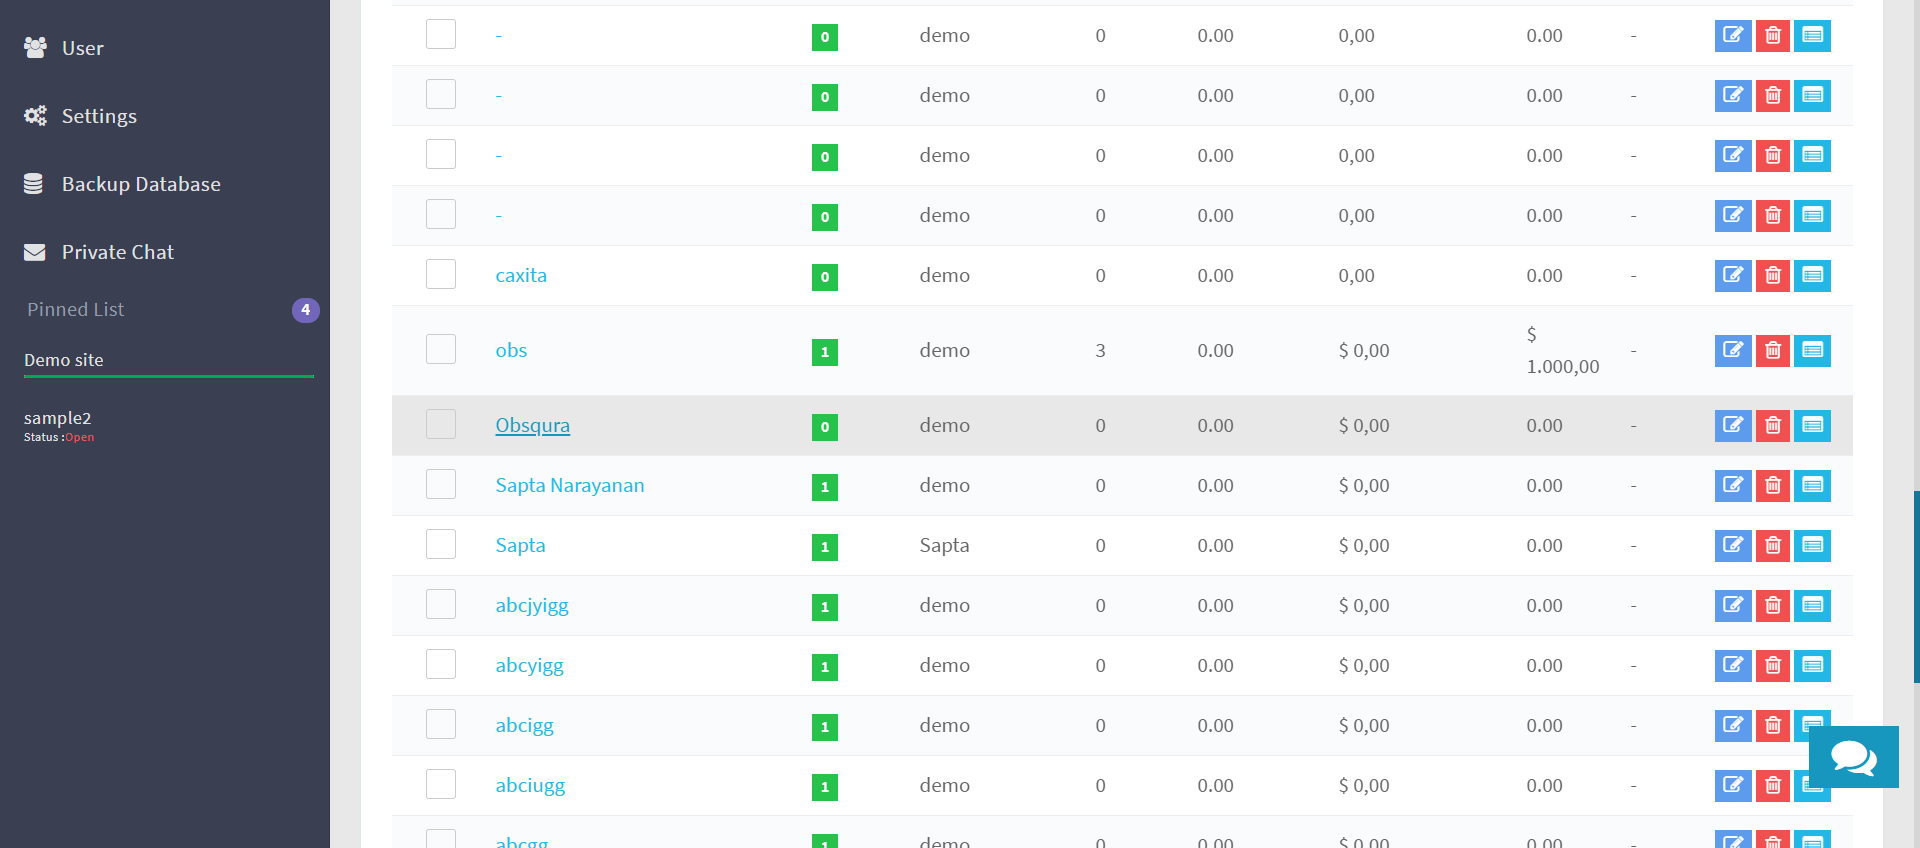 User
Settings
Backup Database
Private Chat
Pinned List 4
Demo site
sample2
Status :Open
- 0 demo 0 0.00 0,00 0.00 -
- 0 demo 0 0.00 0,00 0.00 -
- 0 demo 0 0.00 0,00 0.00 -
- 0 demo 0 0.00 0,00 0.00 -
caxita 0 demo 0 0.00 0,00 0.00 -
obs 1 demo 3 0.00 $ 0,00 $ -
1.000,00
Obsqura 0 demo 0 0.00 $ 0,00 0.00 -
Sapta Narayanan 1 demo 0 0.00 $ 0,00 0.00 -
Sapta 1 Sapta 0 0.00 $ 0,00 0.00 -
abcjyigg 1 demo 0 0.00 $ 0,00 0.00 -
abcyigg 1 demo 0 0.00 $ 0,00 0.00 -
abcigg 1 demo 0 0.00 $ 0,00 0.00 -
abciugg 1 demo 0 0.00 $ 0,00 0.00 -
abcgg 1 demo 0 0.00 $ 0,00 0.00 -